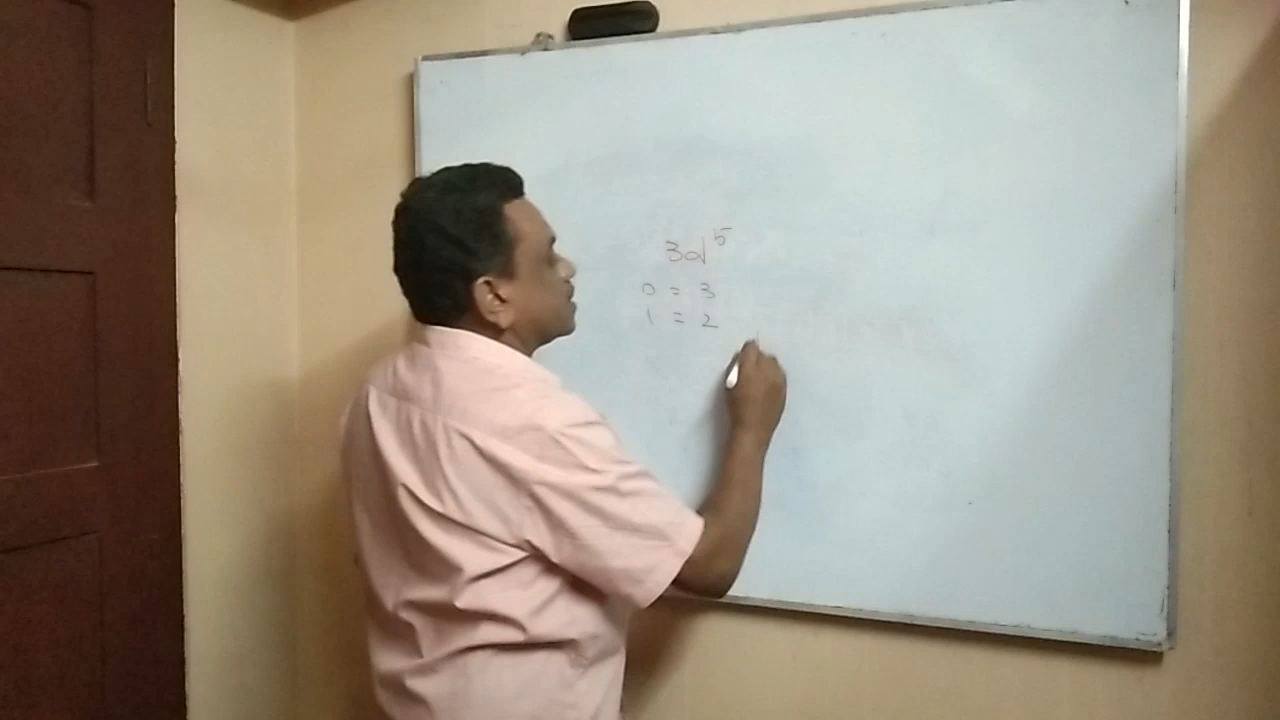 3d⁵
0 = 3
1 = 2